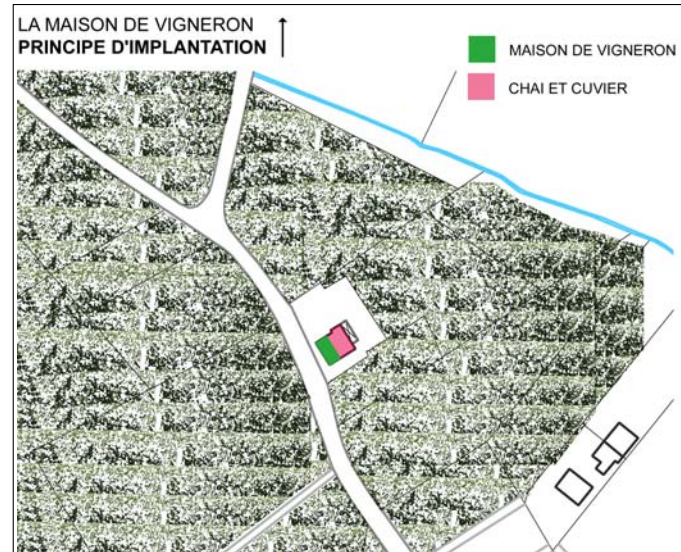 LA MAISON DE VIGNERON
PRINCIPE D'IMPLANTATION
MAISON DE VIGNERON
CHAI ET CUVIER